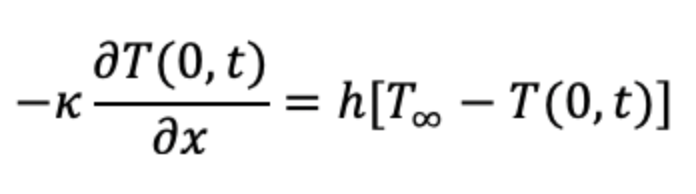 −κ ∂T(0, t)/∂x = h[T∞ − T(0, t)]